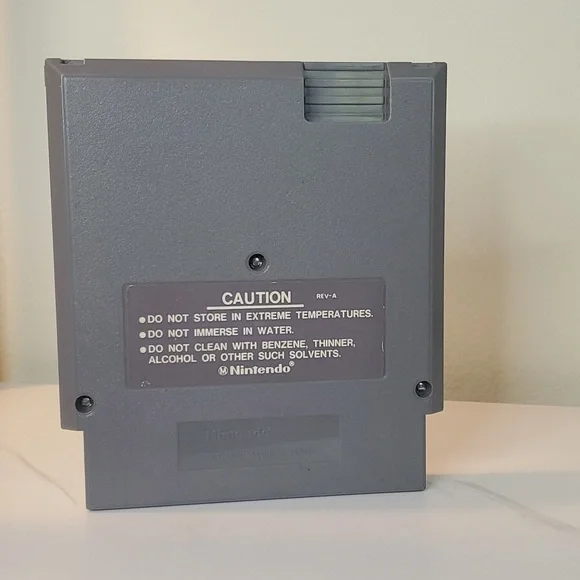 CAUTION REV-A
● DO NOT STORE IN EXTREME TEMPERATURES.
● DO NOT IMMERSE IN WATER.
● DO NOT CLEAN WITH BENZENE, THINNER,
ALCOHOL OR OTHER SUCH SOLVENTS.
Ⓜ Nintendo®
Nintendo